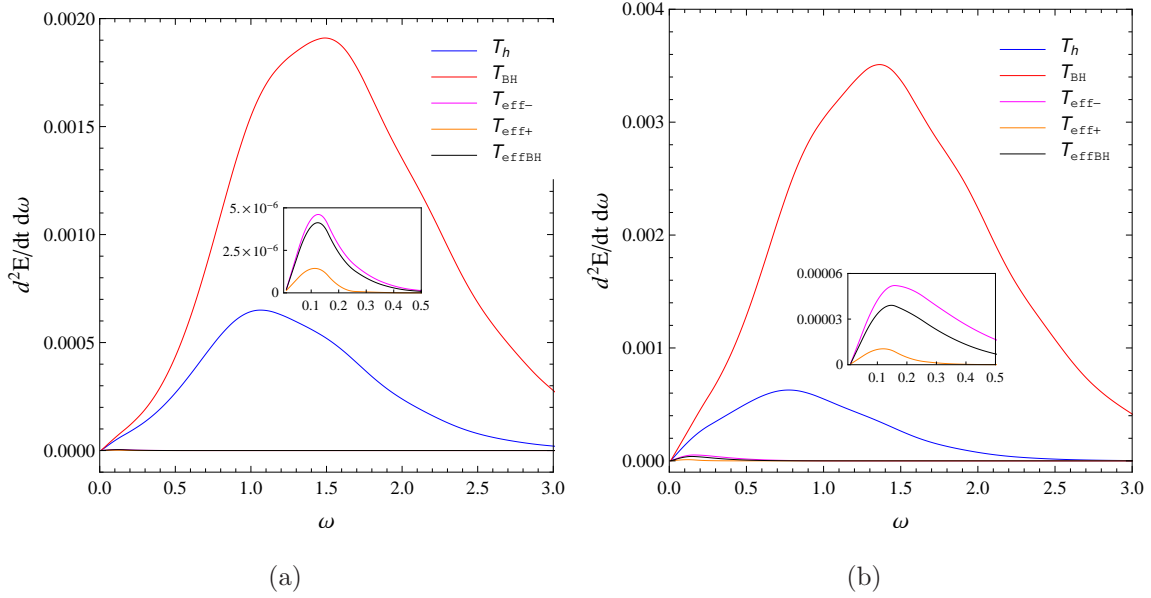 0.0020
0.0015
0.0010
0.0005
0.0000
d²E/dt dω
0.0 0.5 1.0 1.5 2.0 2.5 3.0
ω
T_h
T_BH
T_eff−
T_eff+
T_effBH
5.×10⁻⁶
2.5×10⁻⁶
0
0.1 0.2 0.3 0.4 0.5
(a)
0.004
0.003
0.002
0.001
0.000
d²E/dt dω
0.0 0.5 1.0 1.5 2.0 2.5 3.0
ω
T_h
T_BH
T_eff−
T_eff+
T_effBH
0.00006
0.00003
0
0.1 0.2 0.3 0.4 0.5
(b)